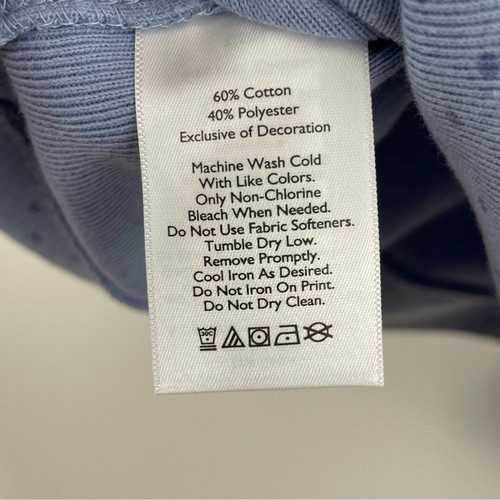 60% Cotton
40% Polyester
Exclusive of Decoration
Machine Wash Cold
With Like Colors.
Only Non-Chlorine
Bleach When Needed.
Do Not Use Fabric Softeners.
Tumble Dry Low.
Remove Promptly.
Cool Iron As Desired.
Do Not Iron On Print.
Do Not Dry Clean.
30C